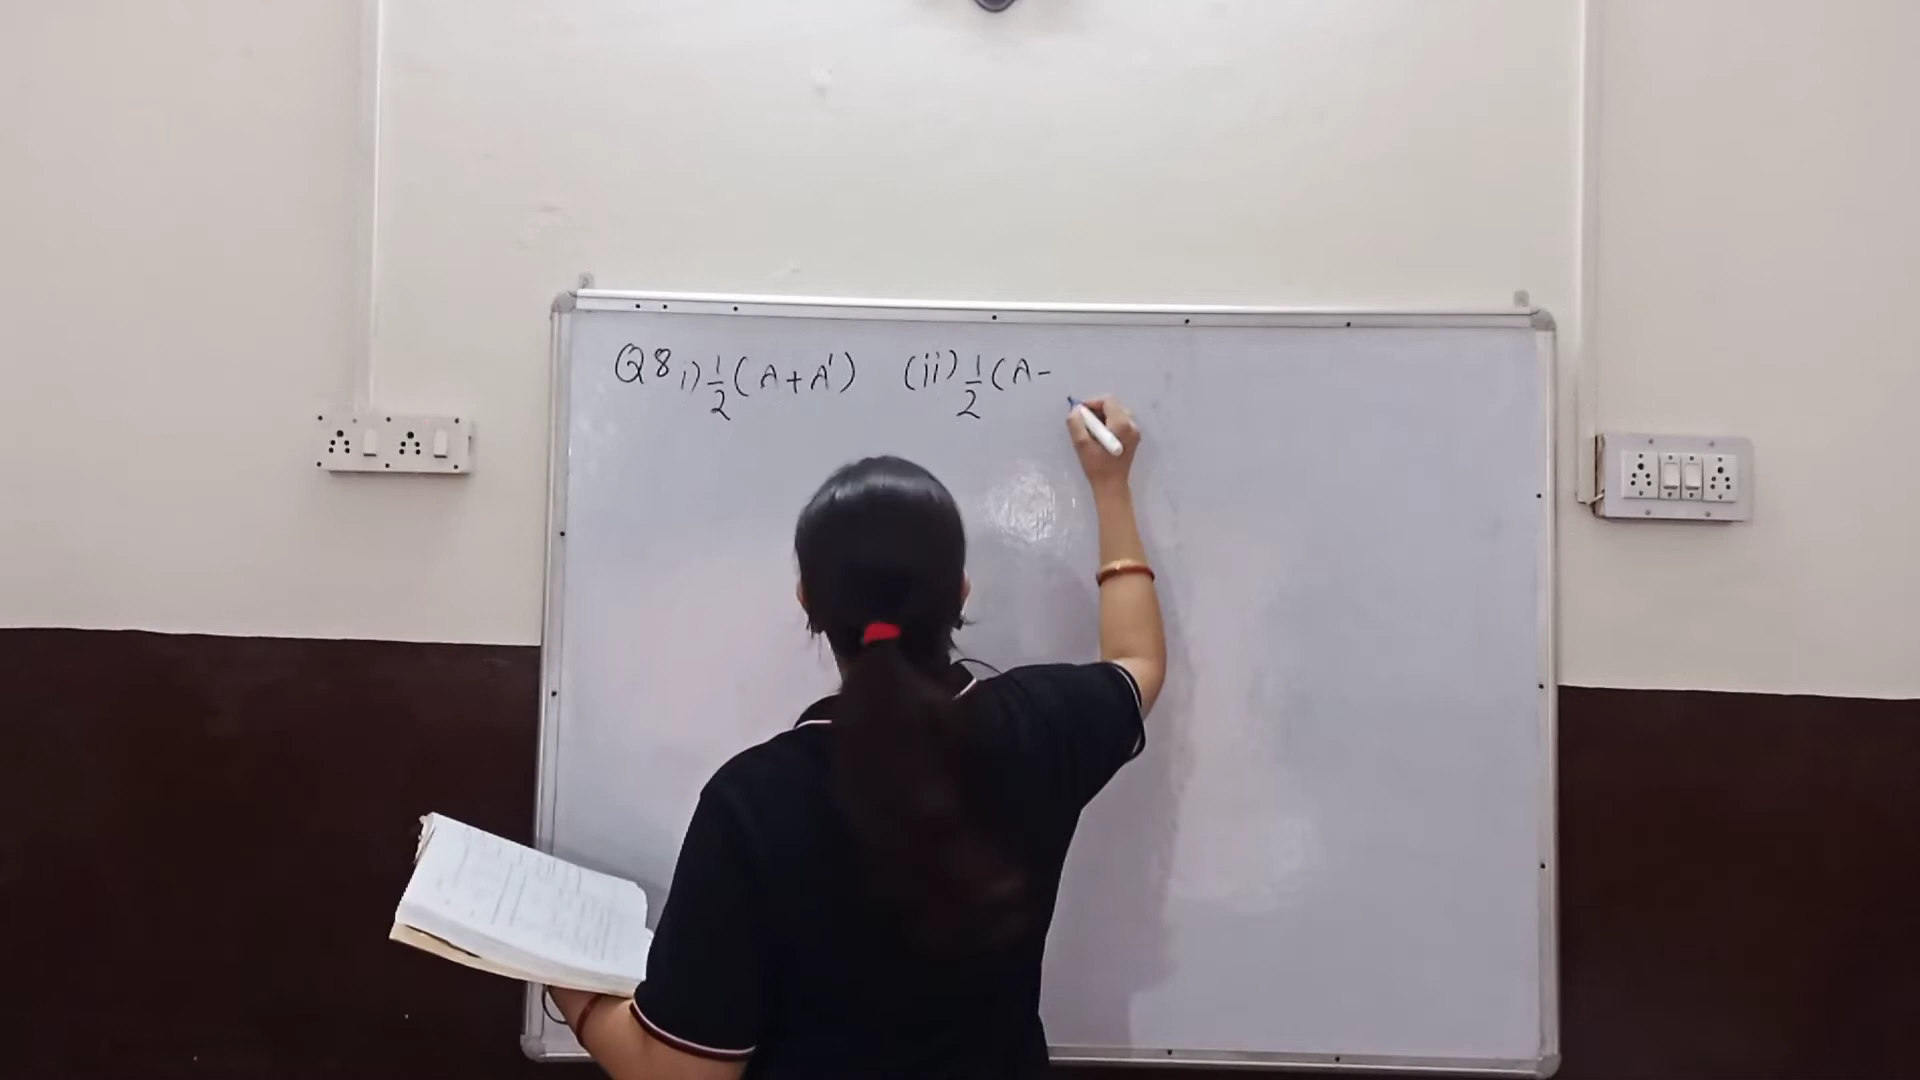 Q8 i) 1/2 (A+A') (ii) 1/2 (A-